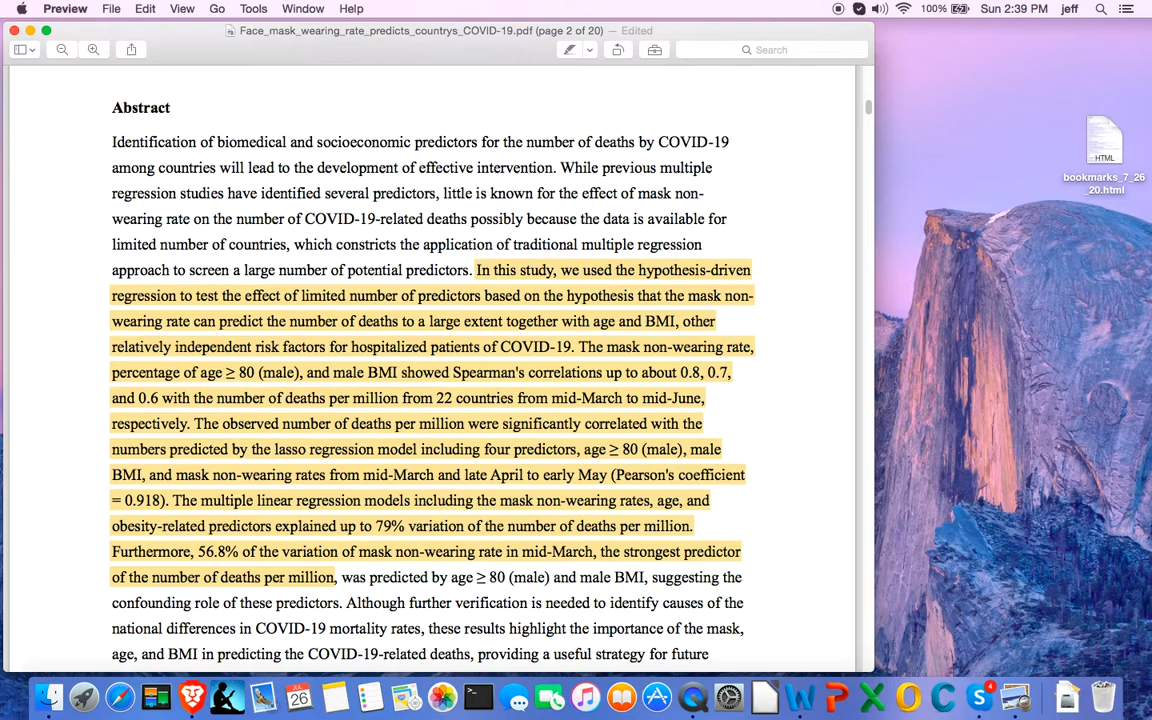 Preview File Edit View Go Tools Window Help 100% Sun 2:39 PM jeff
Face_mask_wearing_rate_predicts_countrys_COVID-19.pdf (page 2 of 20) — Edited
Search
Abstract
Identification of biomedical and socioeconomic predictors for the number of deaths by COVID-19
among countries will lead to the development of effective intervention. While previous multiple
regression studies have identified several predictors, little is known for the effect of mask non-
wearing rate on the number of COVID-19-related deaths possibly because the data is available for
limited number of countries, which constricts the application of traditional multiple regression
approach to screen a large number of potential predictors. In this study, we used the hypothesis-driven
regression to test the effect of limited number of predictors based on the hypothesis that the mask non-
wearing rate can predict the number of deaths to a large extent together with age and BMI, other
relatively independent risk factors for hospitalized patients of COVID-19. The mask non-wearing rate,
percentage of age ≥ 80 (male), and male BMI showed Spearman's correlations up to about 0.8, 0.7,
and 0.6 with the number of deaths per million from 22 countries from mid-March to mid-June,
respectively. The observed number of deaths per million were significantly correlated with the
numbers predicted by the lasso regression model including four predictors, age ≥ 80 (male), male
BMI, and mask non-wearing rates from mid-March and late April to early May (Pearson's coefficient
= 0.918). The multiple linear regression models including the mask non-wearing rates, age, and
obesity-related predictors explained up to 79% variation of the number of deaths per million.
Furthermore, 56.8% of the variation of mask non-wearing rate in mid-March, the strongest predictor
of the number of deaths per million, was predicted by age ≥ 80 (male) and male BMI, suggesting the
confounding role of these predictors. Although further verification is needed to identify causes of the
national differences in COVID-19 mortality rates, these results highlight the importance of the mask,
age, and BMI in predicting the COVID-19-related deaths, providing a useful strategy for future
HTML
bookmarks_7_26
_20.html
JUL
26
4